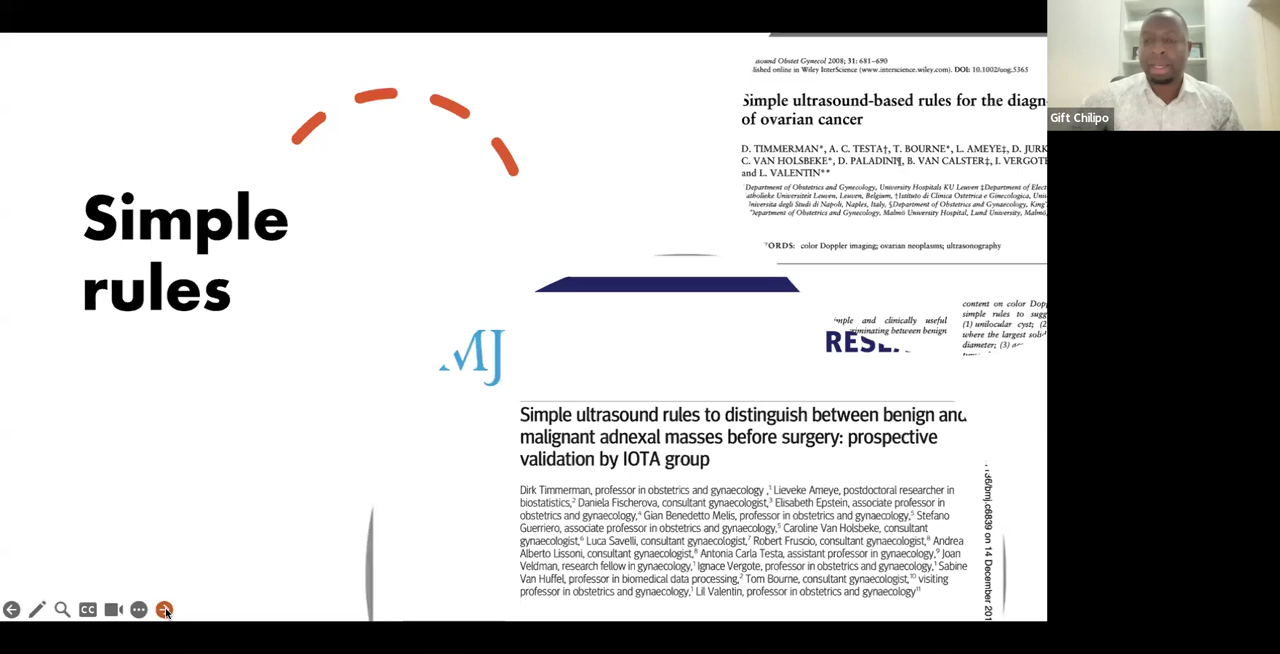 Simple
rules
ound Obstet Gynecol 2008; 31: 681–690
lished online in Wiley InterScience (www.interscience.wiley.com). DOI: 10.1002/uog.5365
Simple ultrasound-based rules for the diagn
of ovarian cancer
D. TIMMERMAN*, A. C. TESTA†, T. BOURNE*, L. AMEYE‡, D. JURK
C. VAN HOLSBEKE*, D. PALADINI¶, B. VAN CALSTER‡, I. VERGOTE
and L. VALENTIN**
Department of Obstetrics and Gynecology, University Hospitals KU Leuven ‡Department of Elect
atholieke Universiteit Leuven, Leuven, Belgium, †Istituto di Clinica Ostetrica e Ginecologica, Uni
niversita degli Studi di Napoli, Naples, Italy, §Department of Obstetrics and Gynaecology, King'
Department of Obstetrics and Gynecology, Malmö University Hospital, Lund University, Malmö,
ORDS: color Doppler imaging; ovarian neoplasms; ultrasonography
imple and clinically useful
riminating between benign
content on color Dop
simple rules to sugg
(1) unilocular cyst; (2
where the largest soli
diameter; (3)
MJ
RESE
Simple ultrasound rules to distinguish between benign and
malignant adnexal masses before surgery: prospective
validation by IOTA group
Dirk Timmerman, professor in obstetrics and gynaecology ,1 Lieveke Ameye, postdoctoral researcher in
biostatistics,2 Daniela Fischerova, consultant gynaecologist,3 Elisabeth Epstein, associate professor in
obstetrics and gynaecology,4 Gian Benedetto Melis, professor in obstetrics and gynaecology,5 Stefano
Guerriero, associate professor in obstetrics and gynaecology,5 Caroline Van Holsbeke, consultant
gynaecologist,6 Luca Savelli, consultant gynaecologist,7 Robert Fruscio, consultant gynaecologist,8 Andrea
Alberto Lissoni, consultant gynaecologist,8 Antonia Carla Testa, assistant professor in gynaecology,9 Joan
Veldman, research fellow in gynaecology,1 Ignace Vergote, professor in obstetrics and gynaecology,1 Sabine
Van Huffel, professor in biomedical data processing,2 Tom Bourne, consultant gynaecologist,10 visiting
professor in obstetrics and gynaecology,1 Lil Valentin, professor in obstetrics and gynaecology11
136/bmj.c6839 on 14 December 201
Gift Chilipo
CC